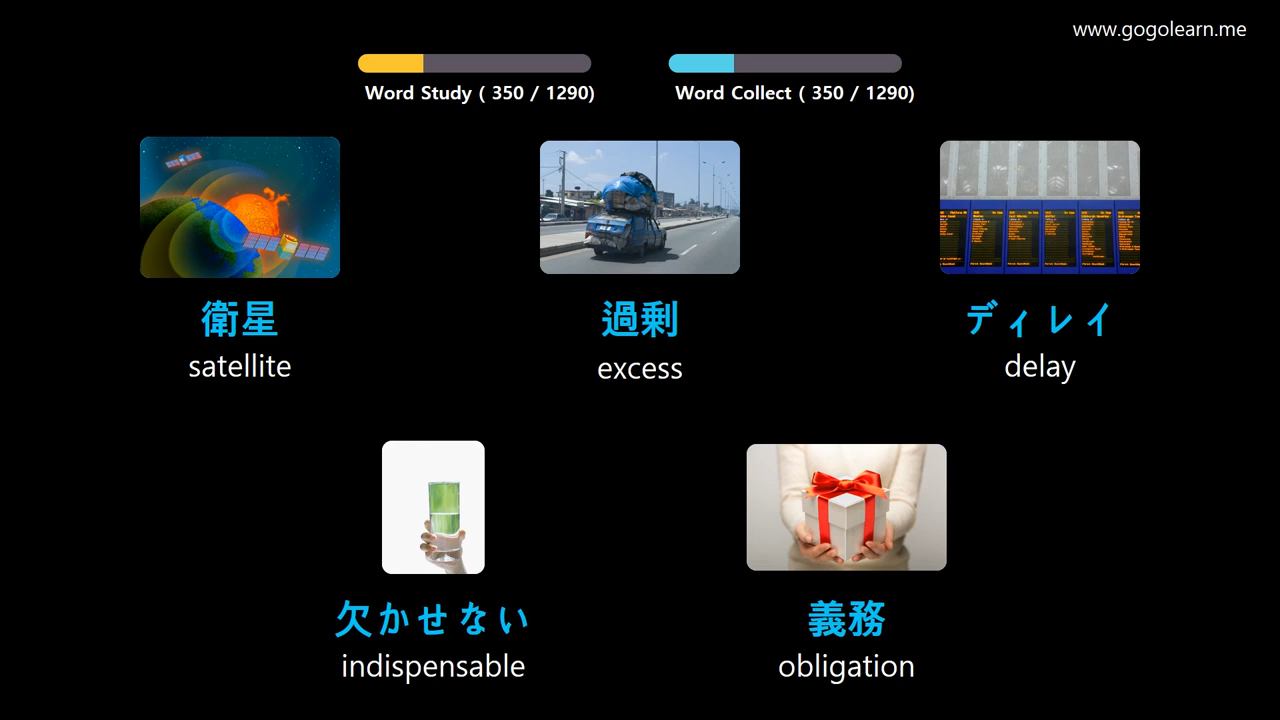 www.gogolearn.me
Word Study ( 350 / 1290)
Word Collect ( 350 / 1290)
衛星
satellite
過剰
excess
ディレイ
delay
欠かせない
indispensable
義務
obligation